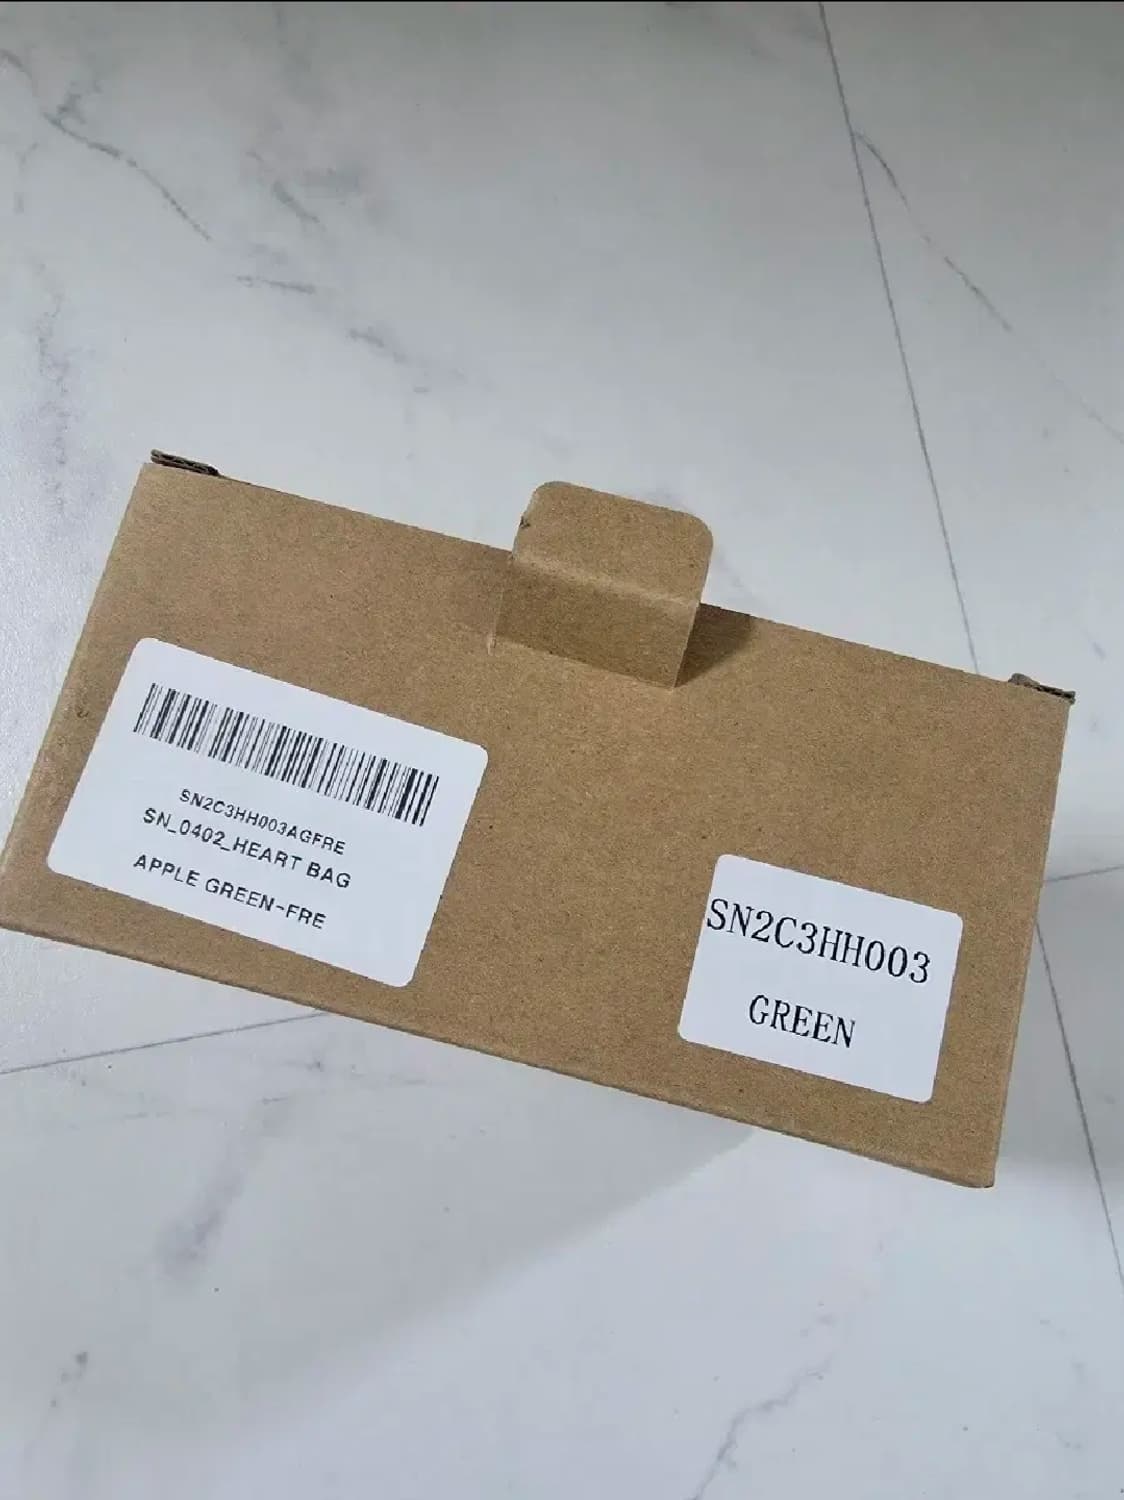 SN2C3HH003AGFRE
SN_0402_HEART BAG
APPLE GREEN-FRE
SN2C3HH003
GREEN